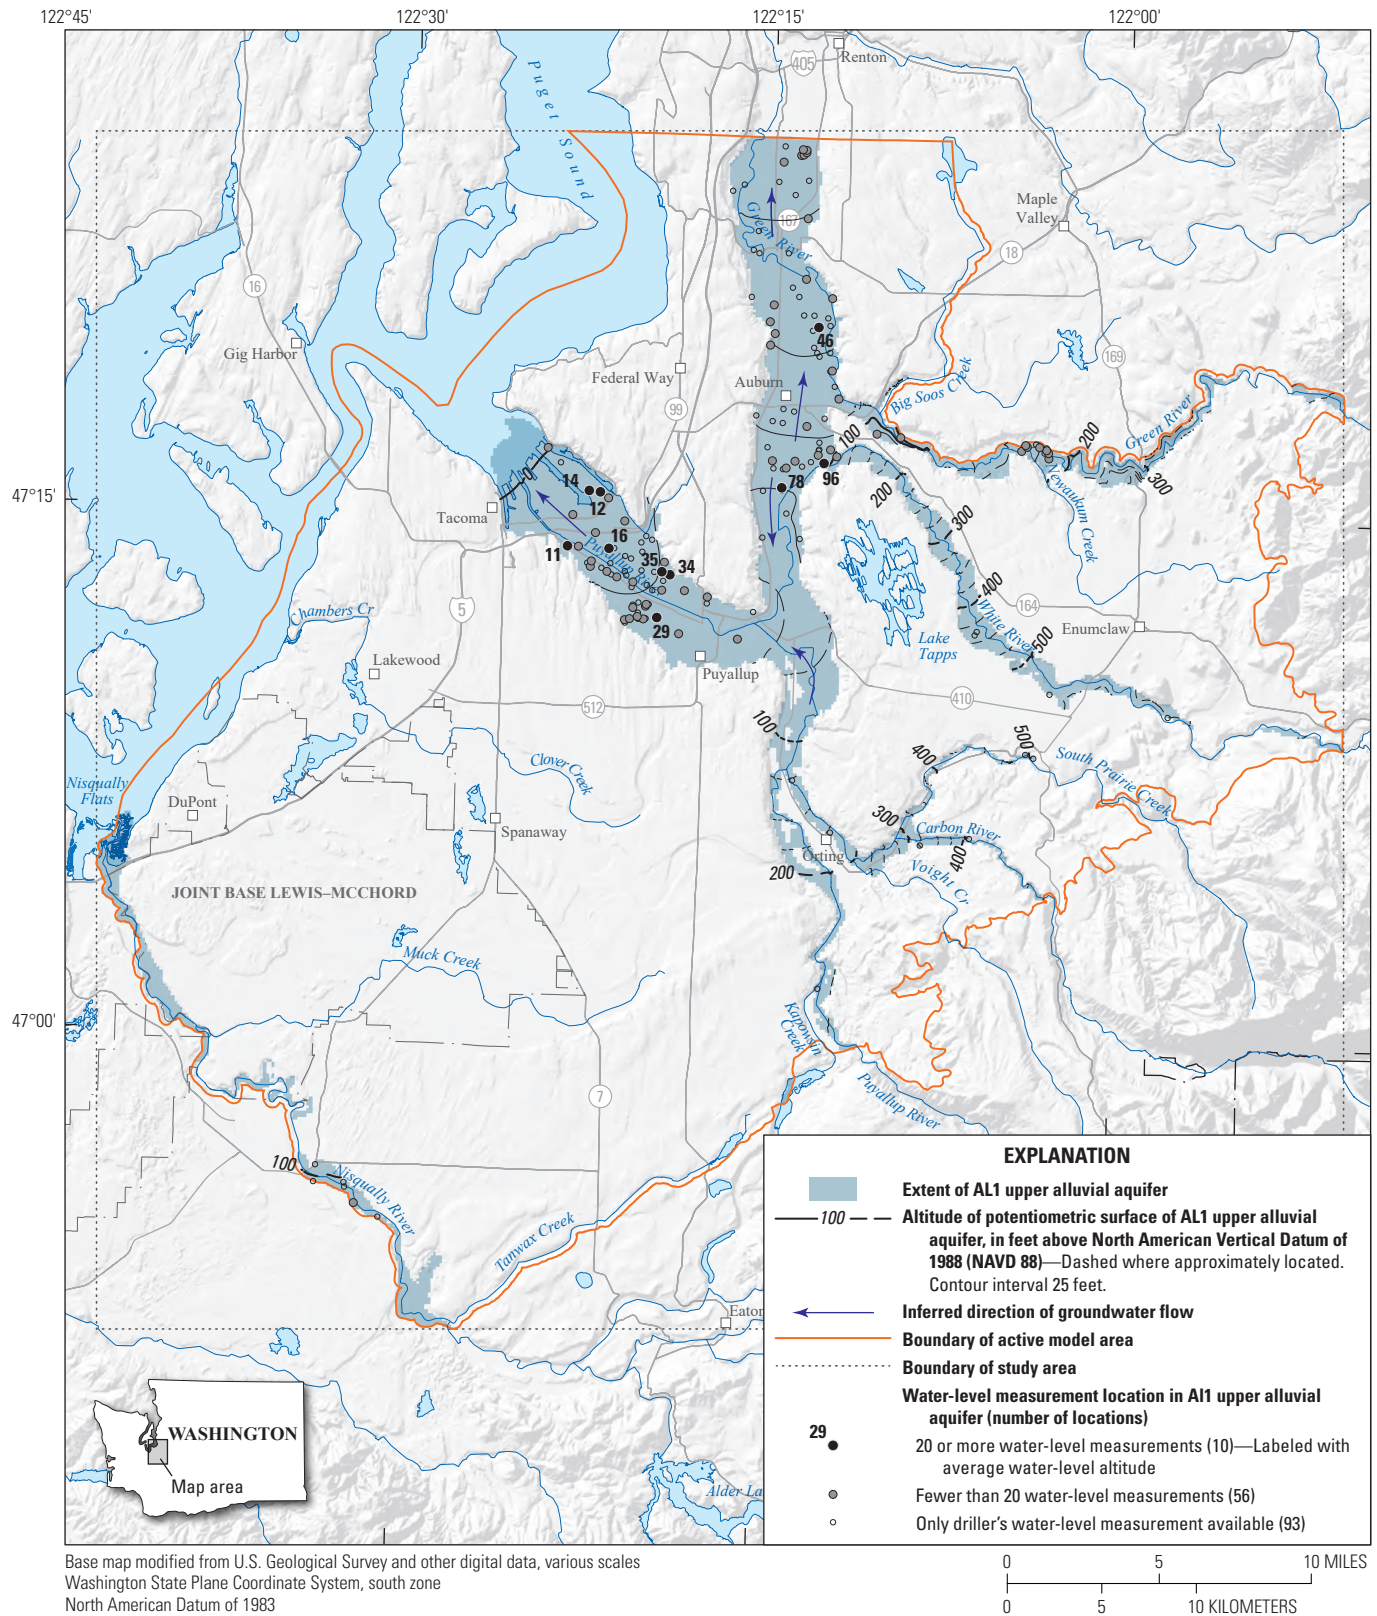 122°45'
122°30'
122°15'
122°00'
405
Renton
Puget Sound
Maple
Valley
Green River
167
18
16
Gig Harbor
46
169
Federal Way
Auburn
Big Soos Creek
99
Green River
100
200
0
300
14
78
96
47°15'
12
200
Tacoma
300
Newaukum Creek
16
11
35
34
Puyallup Riv
400
Chambers Cr
5
164
White River
29
Enumclaw
Lake
Tapps
500
Lakewood
Puyallup
410
512
100
500
400
South Prairie Creek
Clover Creek
Nisqually
Flats
DuPont
300
Carbon River
Spanaway
Orting
400
Voight Cr
200
JOINT BASE LEWIS–MCCHORD
Muck Creek
47°00'
Kapowsin
Creek
Puyallup River
7
100
Nisqually River
Tanwax Creek
Eaton
Alder La
EXPLANATION
Extent of AL1 upper alluvial aquifer
100
Altitude of potentiometric surface of AL1 upper alluvial
aquifer, in feet above North American Vertical Datum of
1988 (NAVD 88)—Dashed where approximately located.
Contour interval 25 feet.
Inferred direction of groundwater flow
Boundary of active model area
Boundary of study area
Water-level measurement location in Al1 upper alluvial
aquifer (number of locations)
29
20 or more water-level measurements (10)—Labeled with
average water-level altitude
Fewer than 20 water-level measurements (56)
Only driller's water-level measurement available (93)
WASHINGTON
Map area
Base map modified from U.S. Geological Survey and other digital data, various scales
Washington State Plane Coordinate System, south zone
North American Datum of 1983
0 5 10 MILES
0 5 10 KILOMETERS